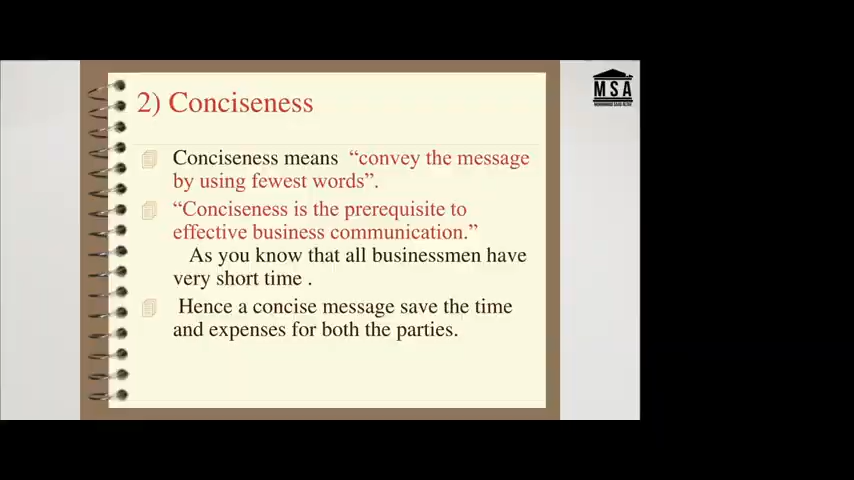 2) Conciseness
MSA
Conciseness means “convey the message
by using fewest words”.
“Conciseness is the prerequisite to
effective business communication.”
As you know that all businessmen have
very short time .
Hence a concise message save the time
and expenses for both the parties.